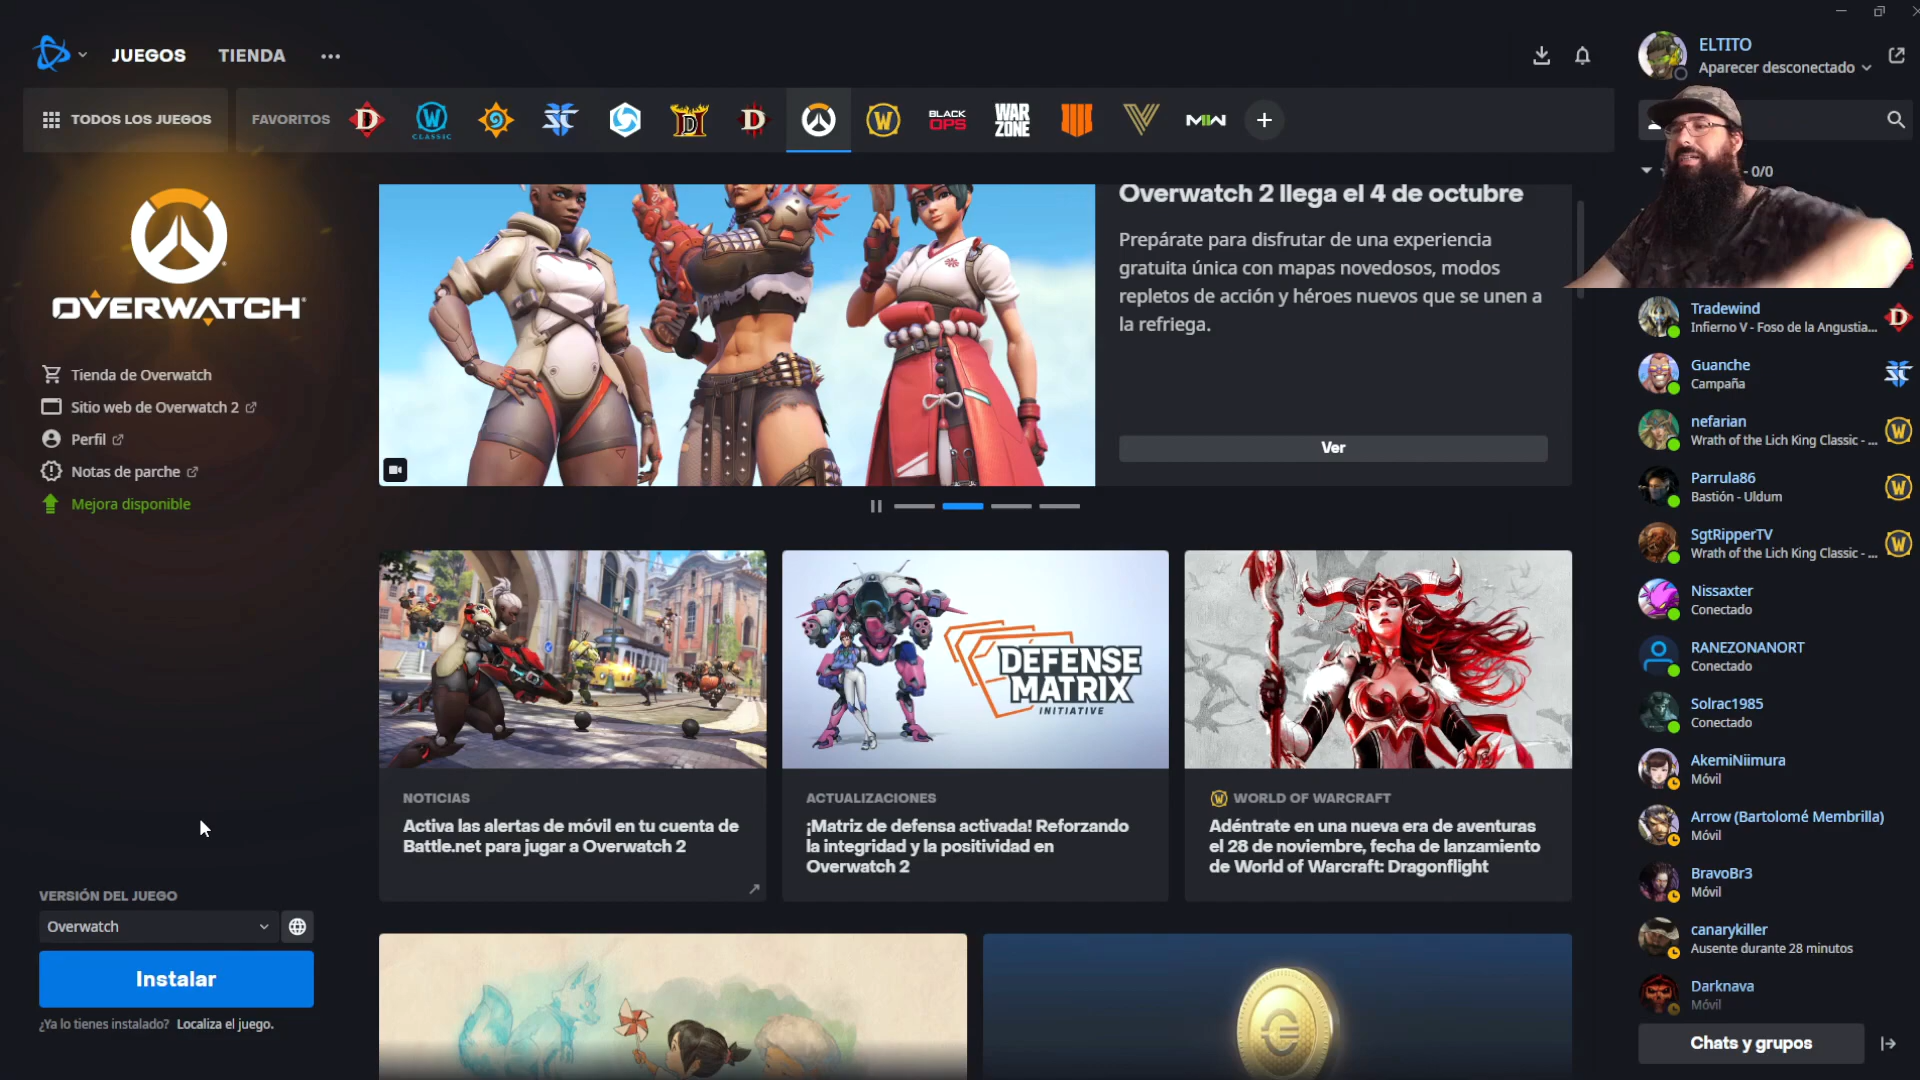 JUEGOS
TIENDA
ELTITO
Aparecer desconectado
TODOS LOS JUEGOS
FAVORITOS
CLASSIC
BLACK
OPS
WAR
ZONE
MWII
- 0/0
OVERWATCH
Tienda de Overwatch
Sitio web de Overwatch 2
Perfil
Notas de parche
Mejora disponible
Overwatch 2 llega el 4 de octubre
Prepárate para disfrutar de una experiencia
gratuita única con mapas novedosos, modos
repletos de acción y héroes nuevos que se unen a
la refriega.
Ver
DEFENSE
MATRIX
INITIATIVE
NOTICIAS
Activa las alertas de móvil en tu cuenta de
Battle.net para jugar a Overwatch 2
ACTUALIZACIONES
¡Matriz de defensa activada! Reforzando
la integridad y la positividad en
Overwatch 2
WORLD OF WARCRAFT
Adéntrate en una nueva era de aventuras
el 28 de noviembre, fecha de lanzamiento
de World of Warcraft: Dragonflight
VERSIÓN DEL JUEGO
Overwatch
Instalar
¿Ya lo tienes instalado? Localiza el juego.
Tradewind
Infierno V - Foso de la Angustia...
Guanche
Campaña
nefarian
Wrath of the Lich King Classic - ...
Parrula86
Bastión - Uldum
SgtRipperTV
Wrath of the Lich King Classic - ...
Nissaxter
Conectado
RANEZONANORT
Conectado
Solrac1985
Conectado
AkemiNiimura
Móvil
Arrow (Bartolomé Membrilla)
Móvil
BravoBr3
Móvil
canarykiller
Ausente durante 28 minutos
Darknava
Móvil
Chats y grupos